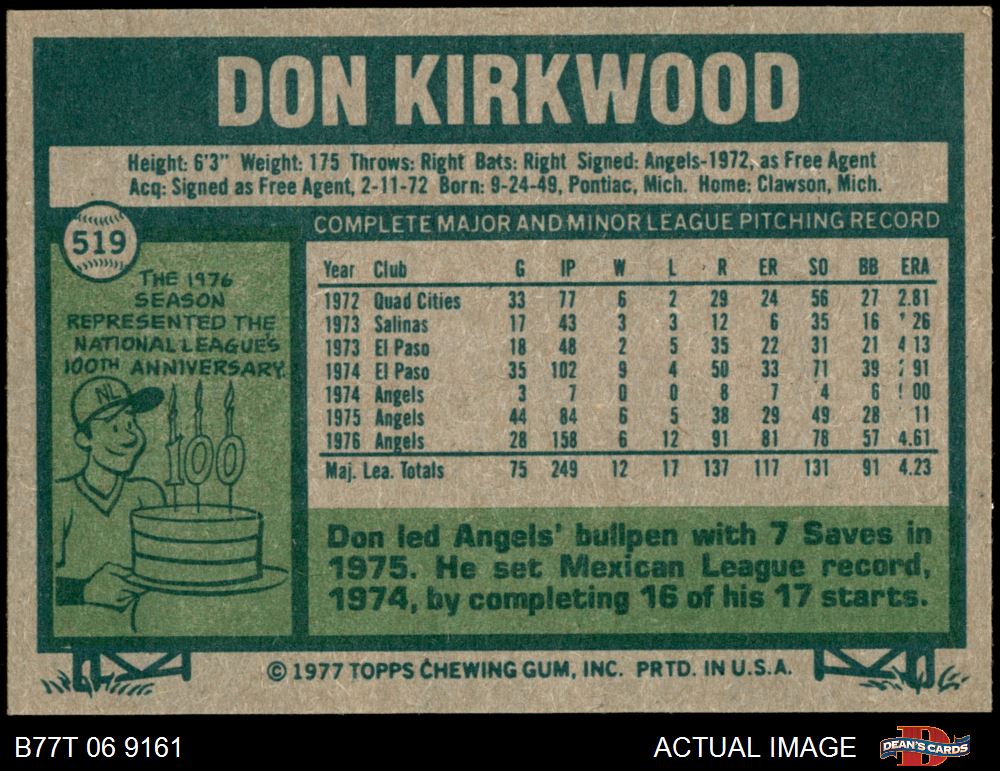 DON KIRKWOOD
Height: 6'3" Weight: 175 Throws: Right Bats: Right Signed: Angels-1972, as Free Agent
Acq: Signed as Free Agent, 2-11-72 Born: 9-24-49, Pontiac, Mich. Home: Clawson, Mich.
519
THE 1976
SEASON
REPRESENTED THE
NATIONAL LEAGUE'S
100TH ANNIVERSARY.
NL
100
COMPLETE MAJOR AND MINOR LEAGUE PITCHING RECORD
Year Club G IP W L R ER SO BB ERA
1972 Quad Cities 33 77 6 2 29 24 56 27 2.81
1973 Salinas 17 43 3 3 12 6 35 16 26
1973 El Paso 18 48 2 5 35 22 31 21 4 13
1974 El Paso 35 102 9 4 50 33 71 39 91
1974 Angels 3 7 0 0 8 7 4 6 00
1975 Angels 44 84 6 5 38 29 49 28 11
1976 Angels 28 158 6 12 91 81 78 57 4.61
Maj. Lea. Totals 75 249 12 17 137 117 131 91 4.23
Don led Angels' bullpen with 7 Saves in
1975. He set Mexican League record,
1974, by completing 16 of his 17 starts.
© 1977 TOPPS CHEWING GUM, INC. PRTD. IN U.S.A.
B77T 06 9161
ACTUAL IMAGE
DEAN'S CARDS